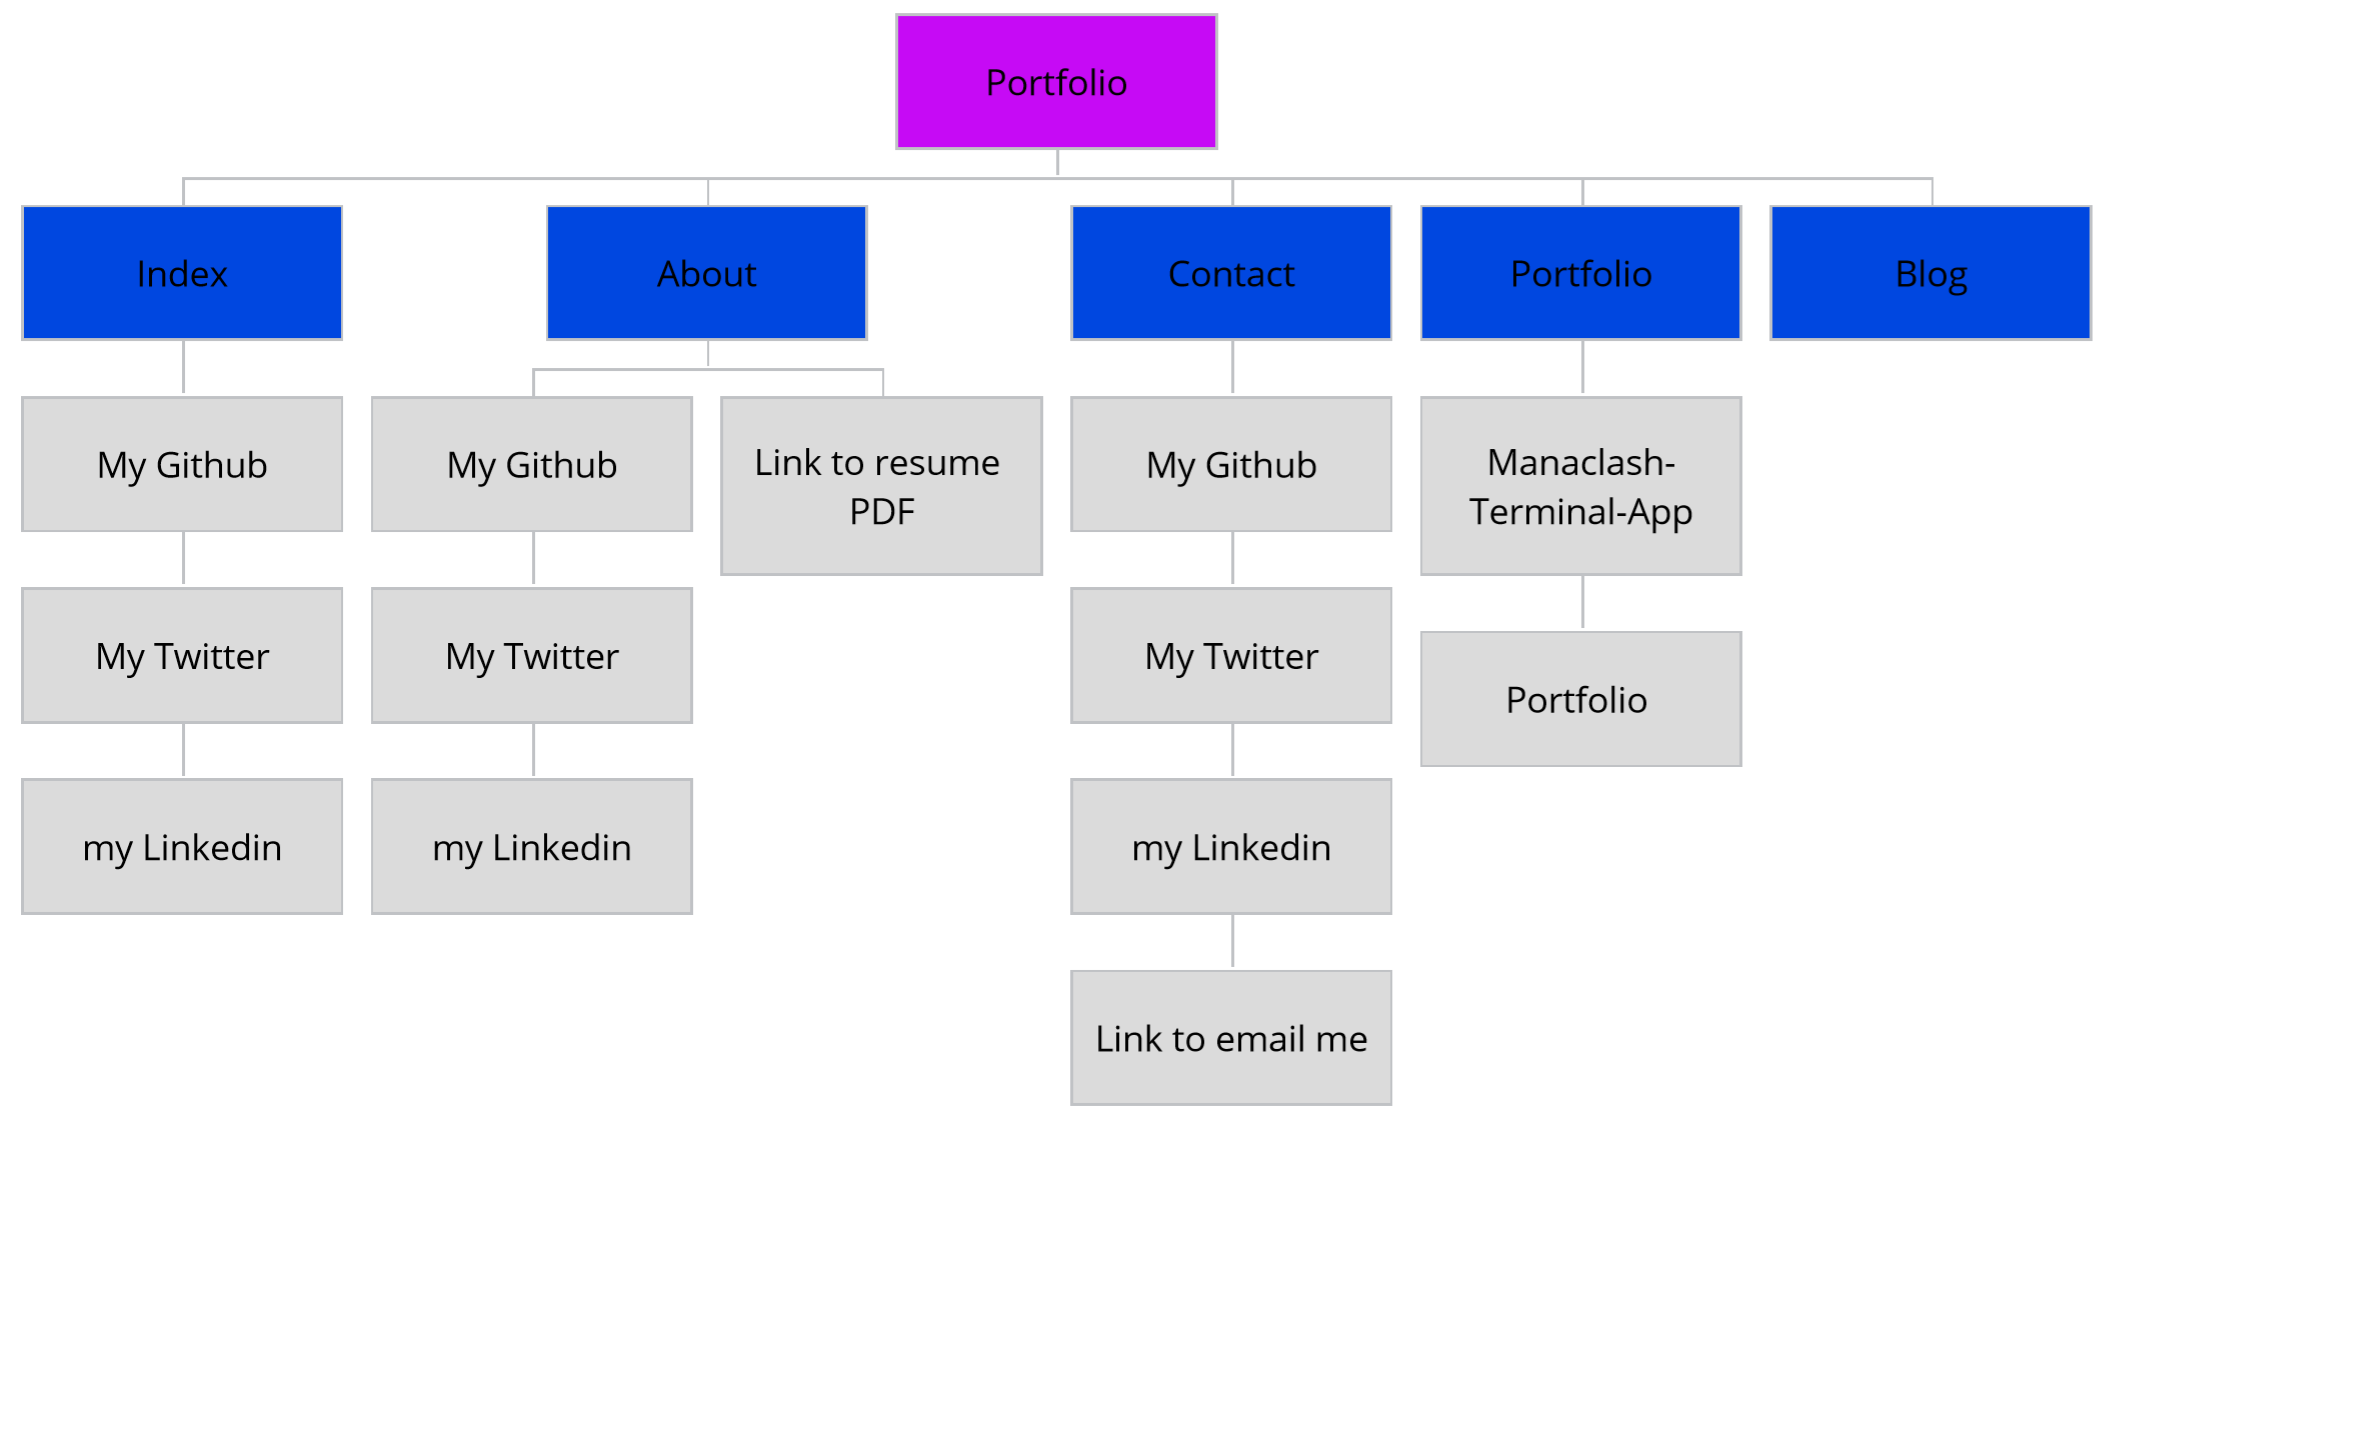 Portfolio
Index
About
Contact
Portfolio
Blog
My Github
My Github
Link to resume
PDF
My Github
Manaclash-
Terminal-App
My Twitter
My Twitter
My Twitter
Portfolio
my Linkedin
my Linkedin
my Linkedin
Link to email me